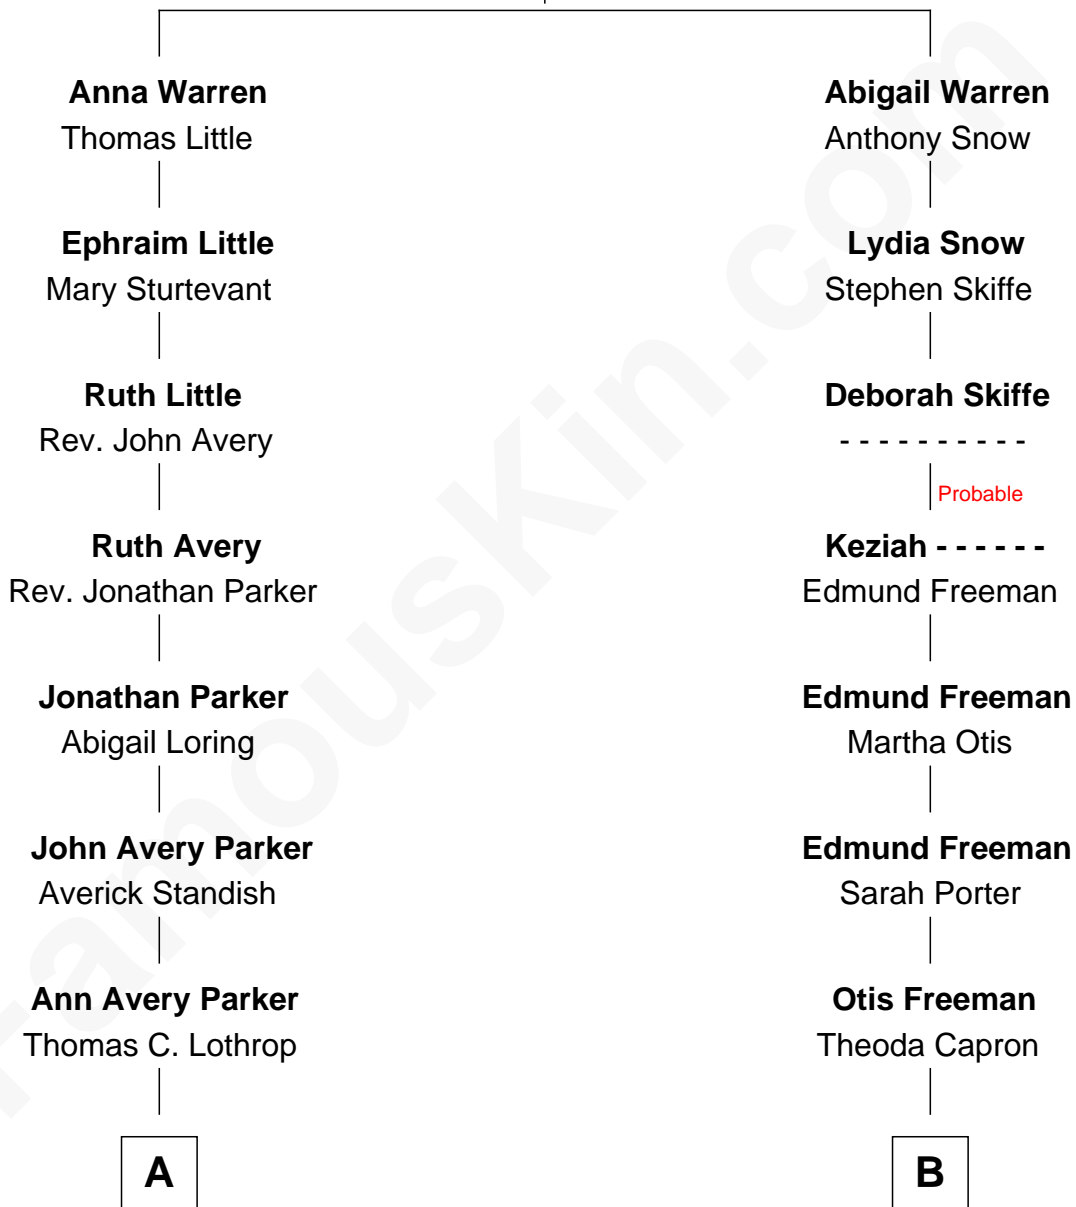 Anna Warren
Thomas Little
Ephraim Little
Mary Sturtevant
Ruth Little
Rev. John Avery
Ruth Avery
Rev. Jonathan Parker
Jonathan Parker
Abigail Loring
John Avery Parker
Averick Standish
Ann Avery Parker
Thomas C. Lothrop
A
Abigail Warren
Anthony Snow
Lydia Snow
Stephen Skiffe
Deborah Skiffe
- - - - - - - - - -
Probable
Keziah - - - - - -
Edmund Freeman
Edmund Freeman
Martha Otis
Edmund Freeman
Sarah Porter
Otis Freeman
Theoda Capron
B
FamousKin.com